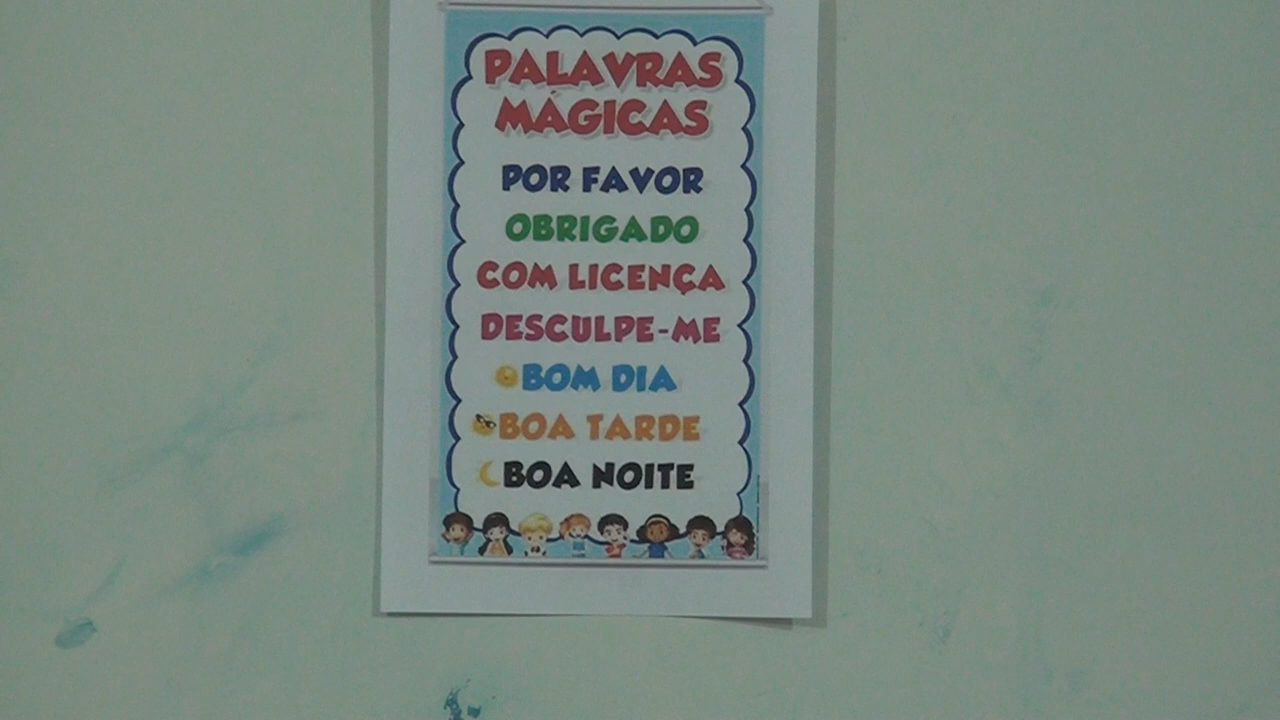 PALAVRAS
MÁGICAS
POR FAVOR
OBRIGADO
COM LICENÇA
DESCULPE-ME
BOM DIA
BOA TARDE
BOA NOITE